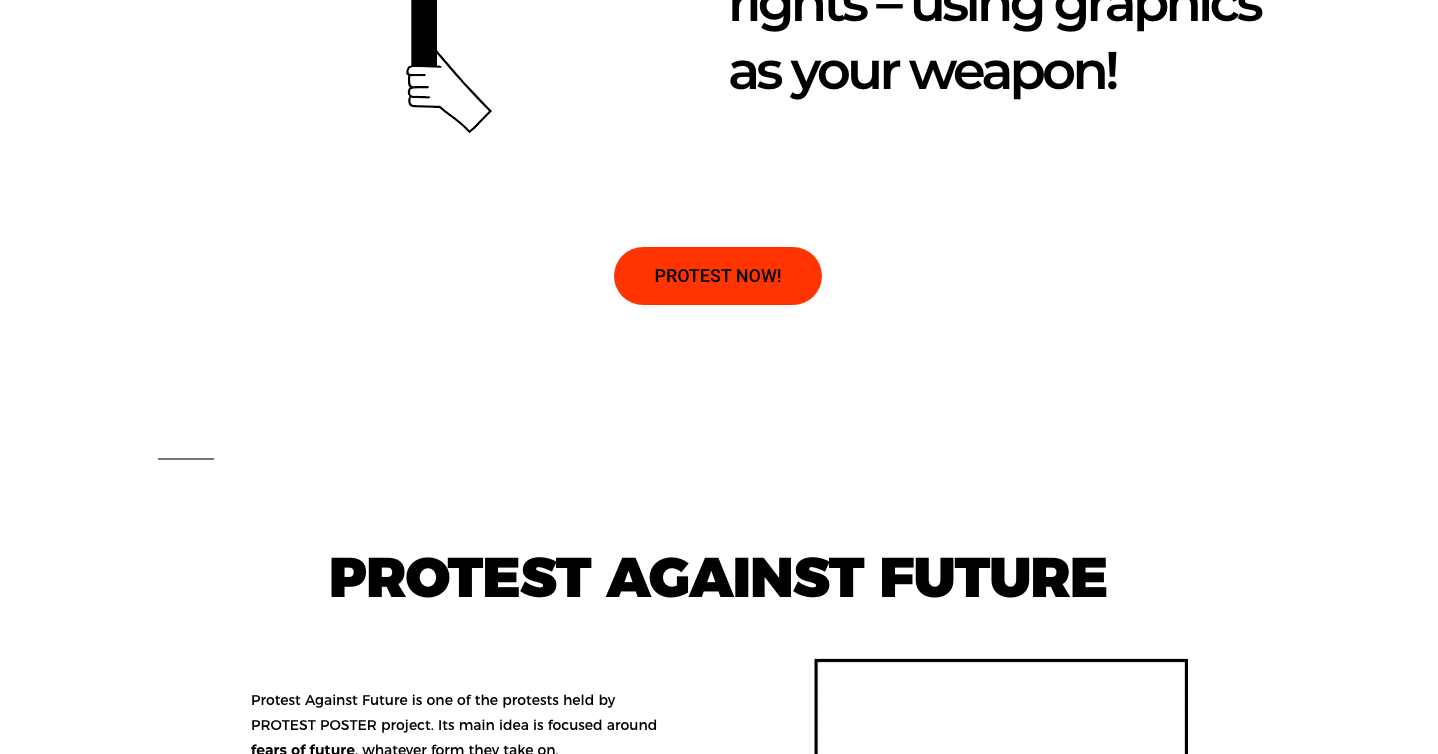 rights – using graphics
as your weapon!
PROTEST NOW!
PROTEST AGAINST FUTURE
Protest Against Future is one of the protests held by
PROTEST POSTER project. Its main idea is focused around
fears of future, whatever form they take on.